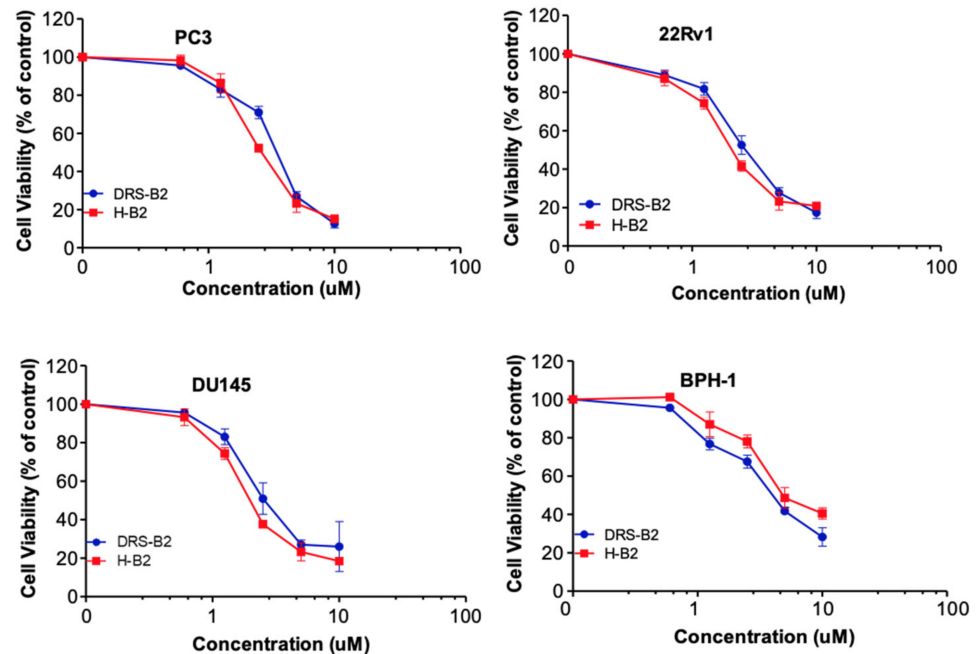 PC3
Cell Viability (% of control)
120
100
80
60
40
20
0
DRS-B2
H-B2
0 1 10 100
Concentration (uM)
22Rv1
Cell Viability (% of control)
120
100
80
60
40
20
0
DRS-B2
H-B2
0 1 10 100
Concentration (uM)
DU145
Cell Viability (% of control)
120
100
80
60
40
20
0
DRS-B2
H-B2
0 1 10 100
Concentration (uM)
BPH-1
Cell Viability (% of control)
120
100
80
60
40
20
0
DRS-B2
H-B2
0 1 10 100
Concentration (uM)